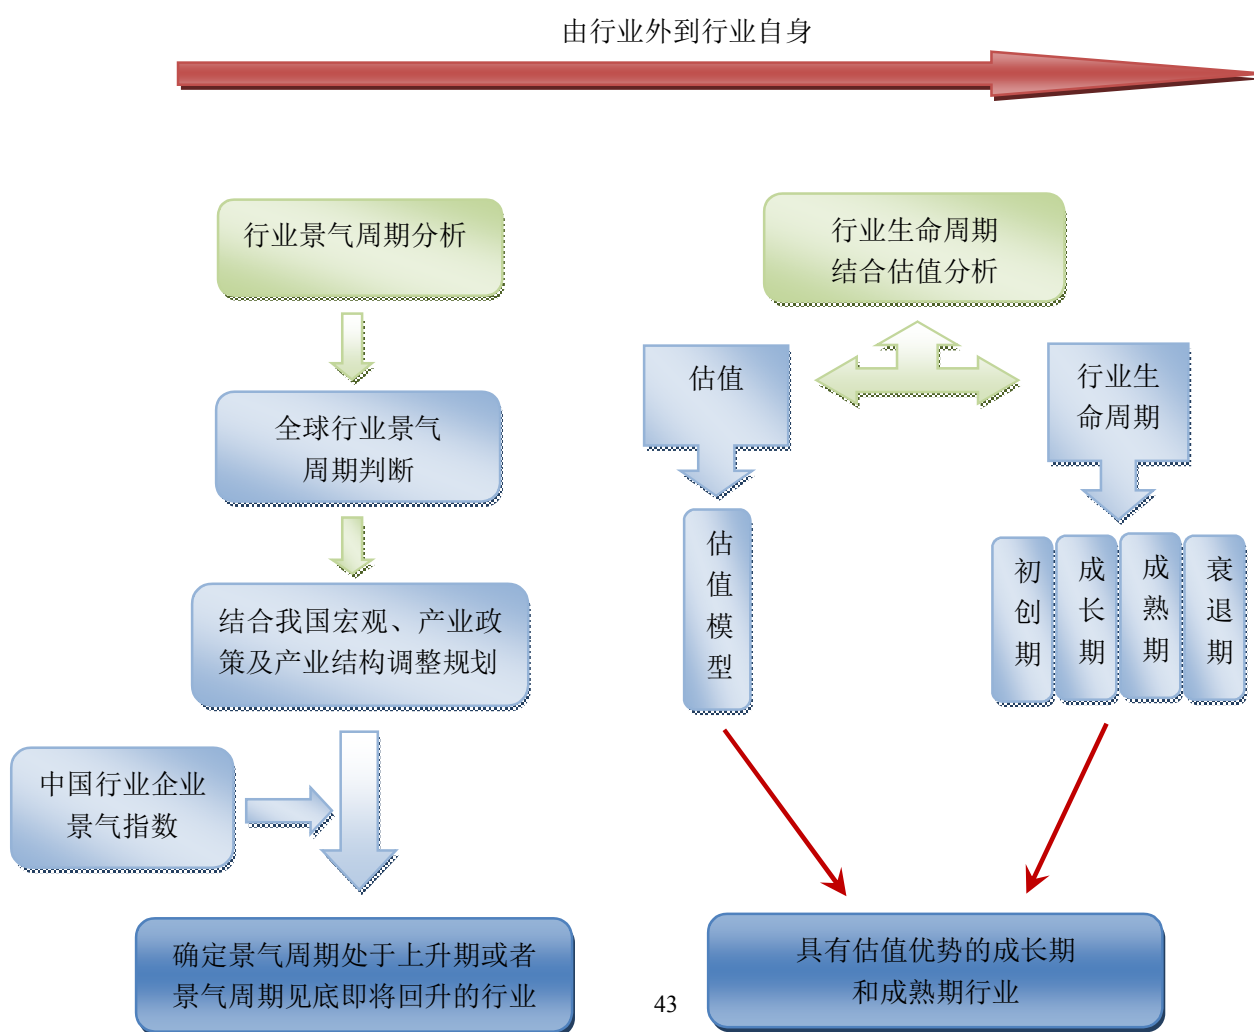 由行业外到行业自身
行业景气周期分析
全球行业景气
周期判断
结合我国宏观、产业政
策及产业结构调整规划
中国行业企业
景气指数
确定景气周期处于上升期或者
景气周期见底即将回升的行业
行业生命周期
结合估值分析
估值
行业生
命周期
估值模型
初创期
成长期
成熟期
衰退期
具有估值优势的成长期
和成熟期行业
43